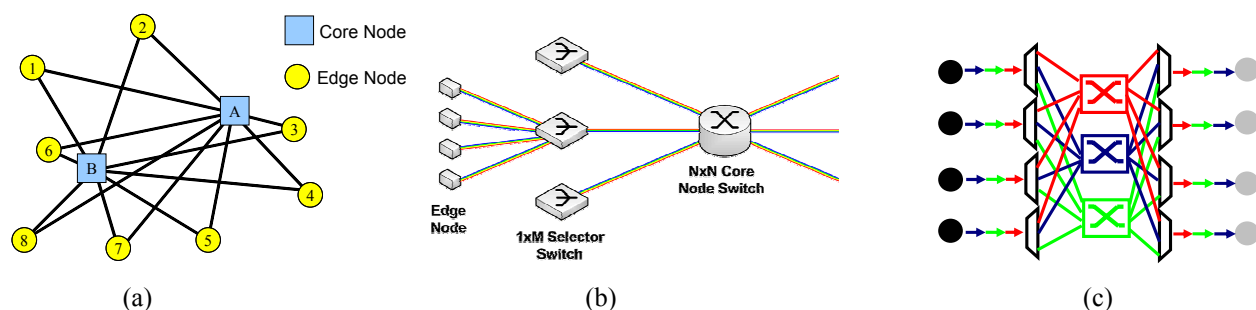 2
Core Node
Edge Node
1
A
3
6
B
4
8
7
5
(a)
Edge
Node
1xM Selector
Switch
NxN Core
Node Switch
(b)
(c)